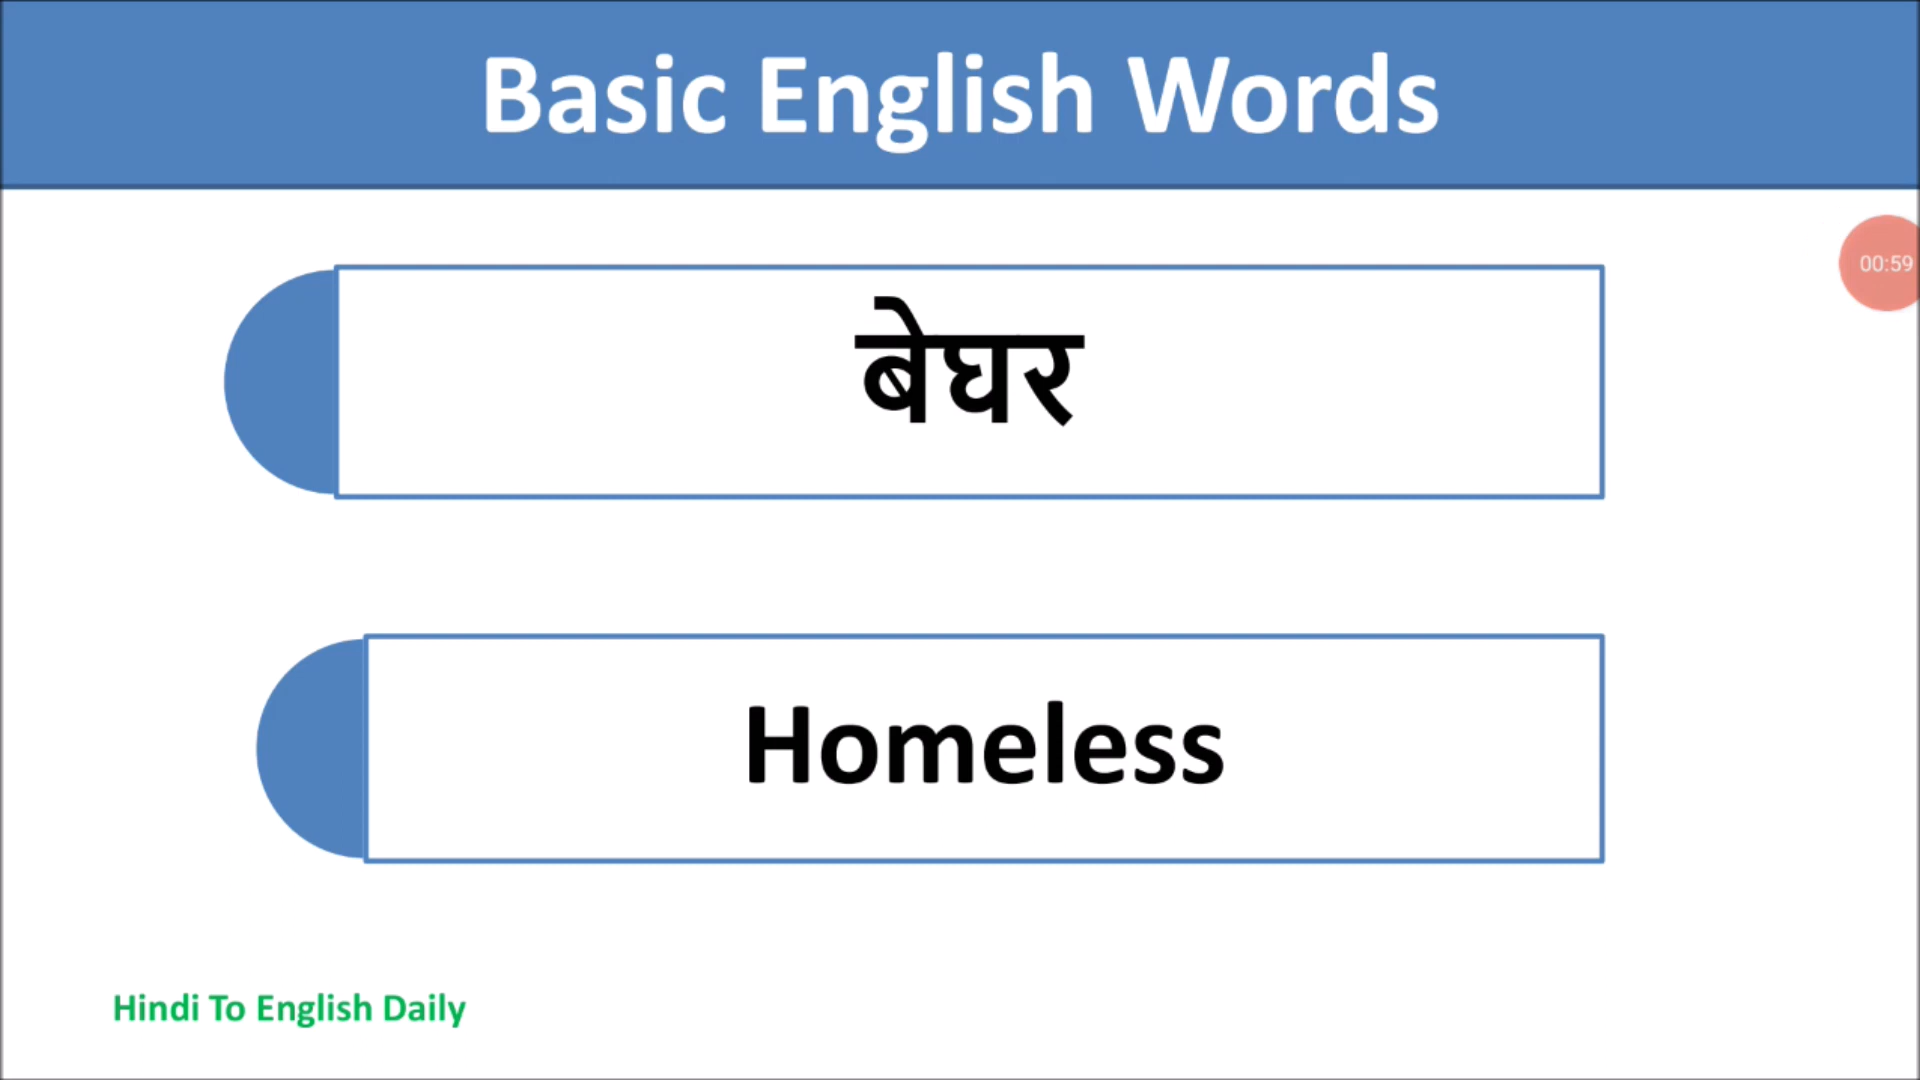 Basic English Words
00:59
बेघर
Homeless
Hindi To English Daily